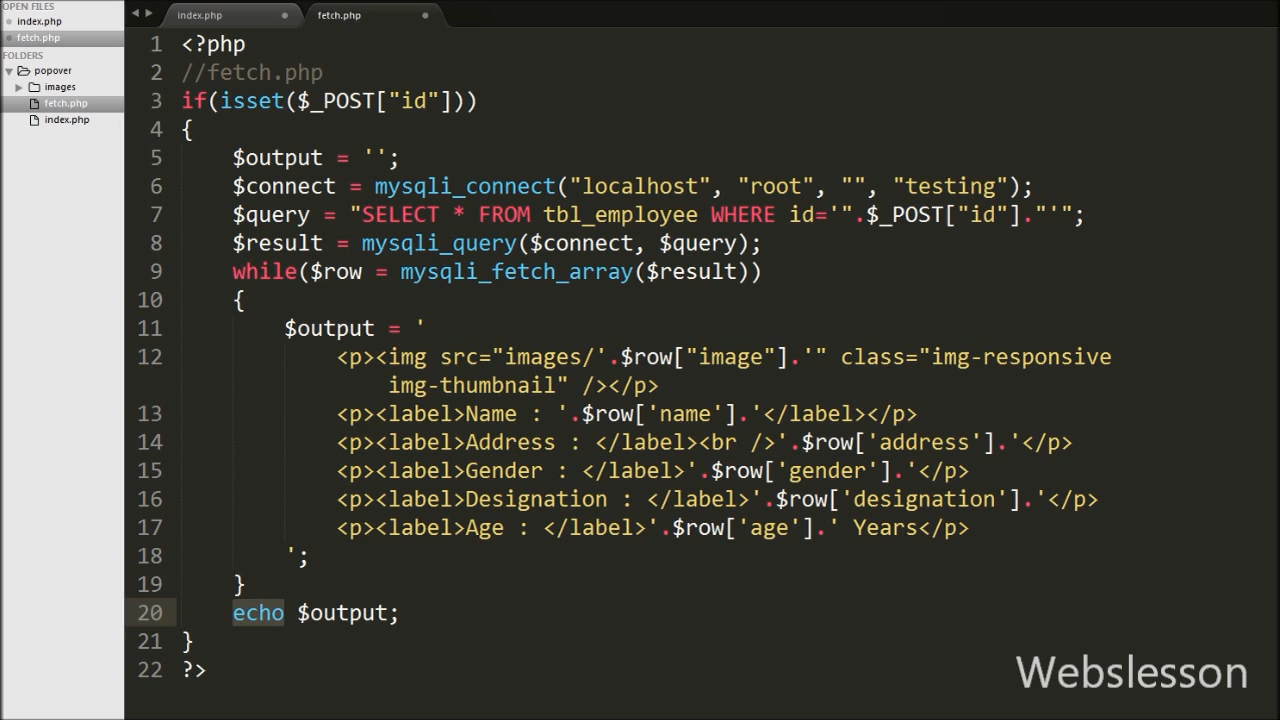 OPEN FILES
index.php
fetch.php
FOLDERS
popover
images
fetch.php
index.php
index.php
fetch.php
1 <?php
2 //fetch.php
3 if(isset($_POST["id"]))
4 {
5 $output = '';
6 $connect = mysqli_connect("localhost", "root", "", "testing");
7 $query = "SELECT * FROM tbl_employee WHERE id='".$_POST["id"]."'";
8 $result = mysqli_query($connect, $query);
9 while($row = mysqli_fetch_array($result))
10 {
11 $output = '
12 <p><img src="images/'.$row["image"].'" class="img-responsive
img-thumbnail" /></p>
13 <p><label>Name : '.$row['name'].'</label></p>
14 <p><label>Address : </label><br />'.$row['address'].'</p>
15 <p><label>Gender : </label>'.$row['gender'].'</p>
16 <p><label>Designation : </label>'.$row['designation'].'</p>
17 <p><label>Age : </label>'.$row['age'].' Years</p>
18 ';
19 }
20 echo $output;
21 }
22 ?>
Webslesson